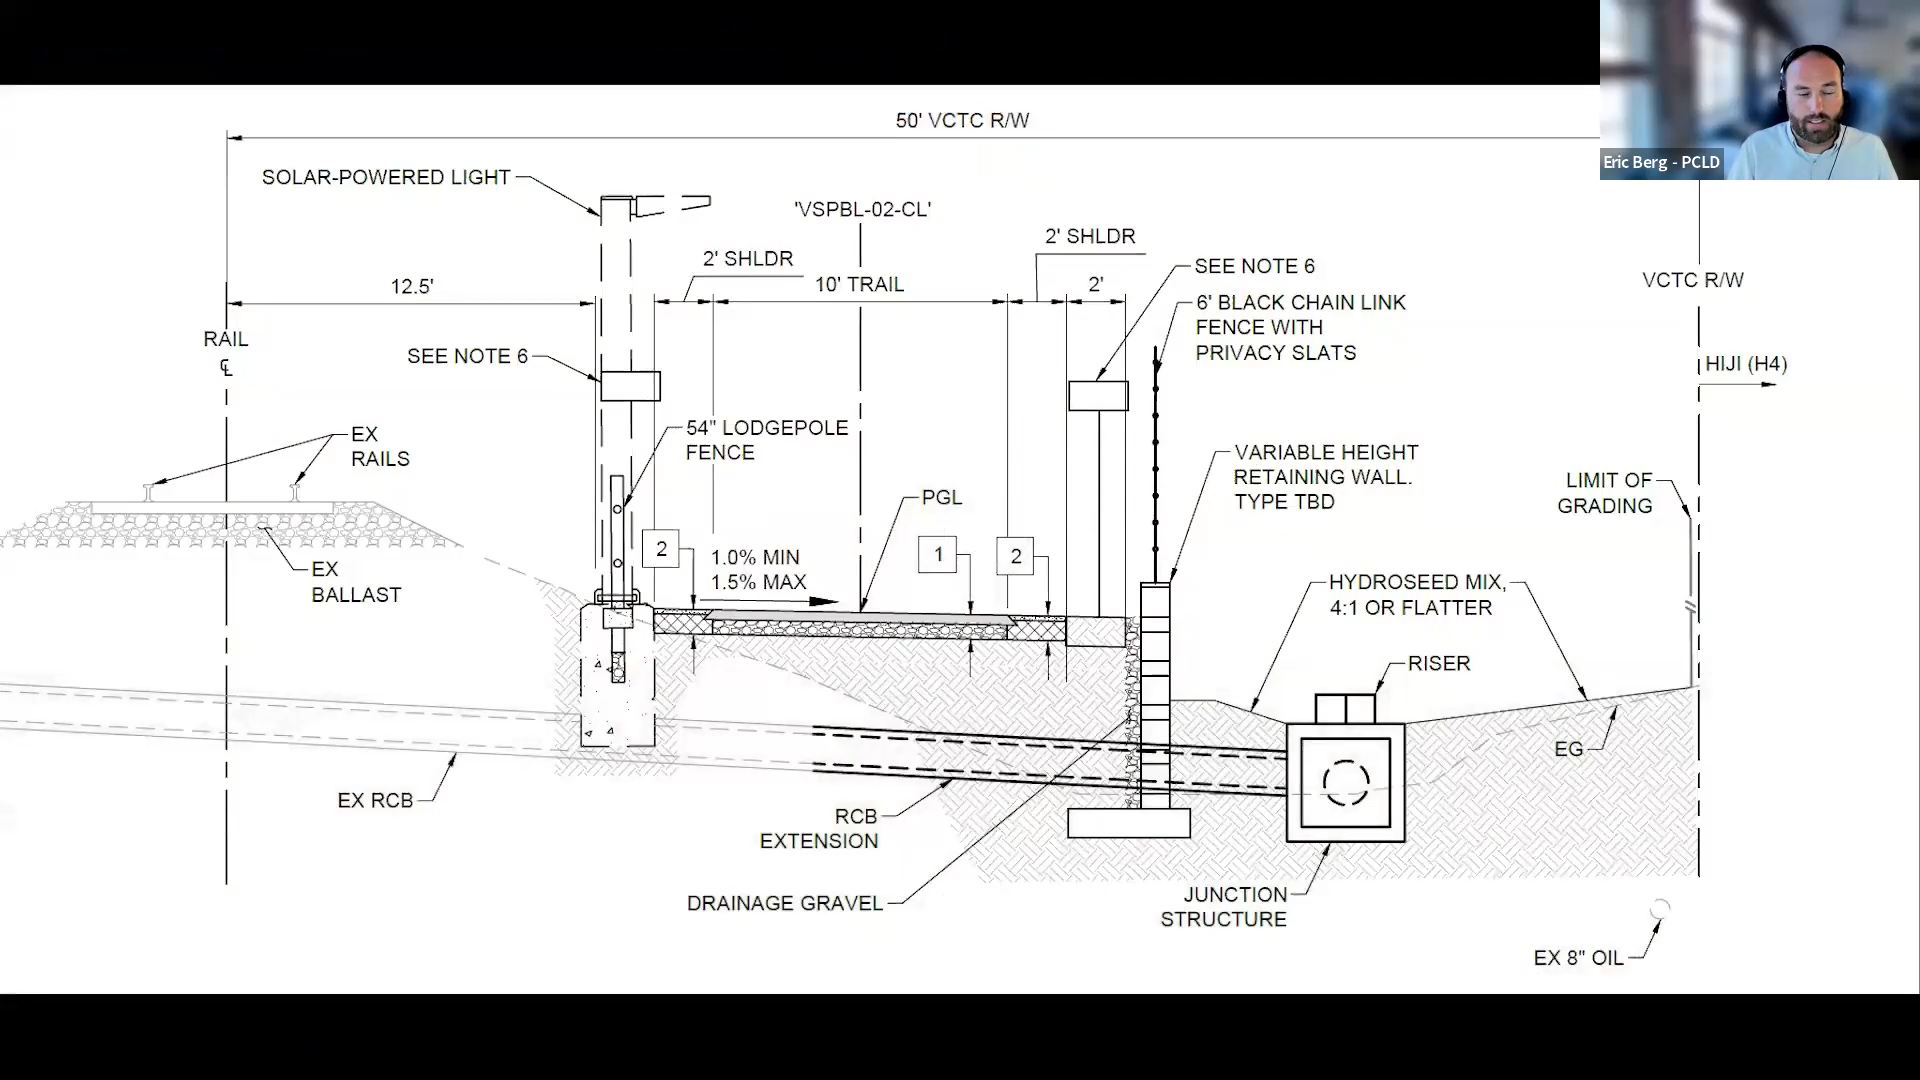 Eric Berg - PCLD
50' VCTC R/W
SOLAR-POWERED LIGHT
'VSPBL-02-CL'
2' SHLDR
2' SHLDR
12.5'
10' TRAIL
2'
SEE NOTE 6
VCTC R/W
6' BLACK CHAIN LINK
FENCE WITH
PRIVACY SLATS
RAIL
℄
SEE NOTE 6
HIJI (H4)
EX
RAILS
54" LODGEPOLE
FENCE
VARIABLE HEIGHT
RETAINING WALL.
TYPE TBD
LIMIT OF
GRADING
PGL
2
1.0% MIN
1.5% MAX
1
2
EX
BALLAST
HYDROSEED MIX,
4:1 OR FLATTER
RISER
EG
EX RCB
RCB
EXTENSION
DRAINAGE GRAVEL
JUNCTION
STRUCTURE
EX 8" OIL